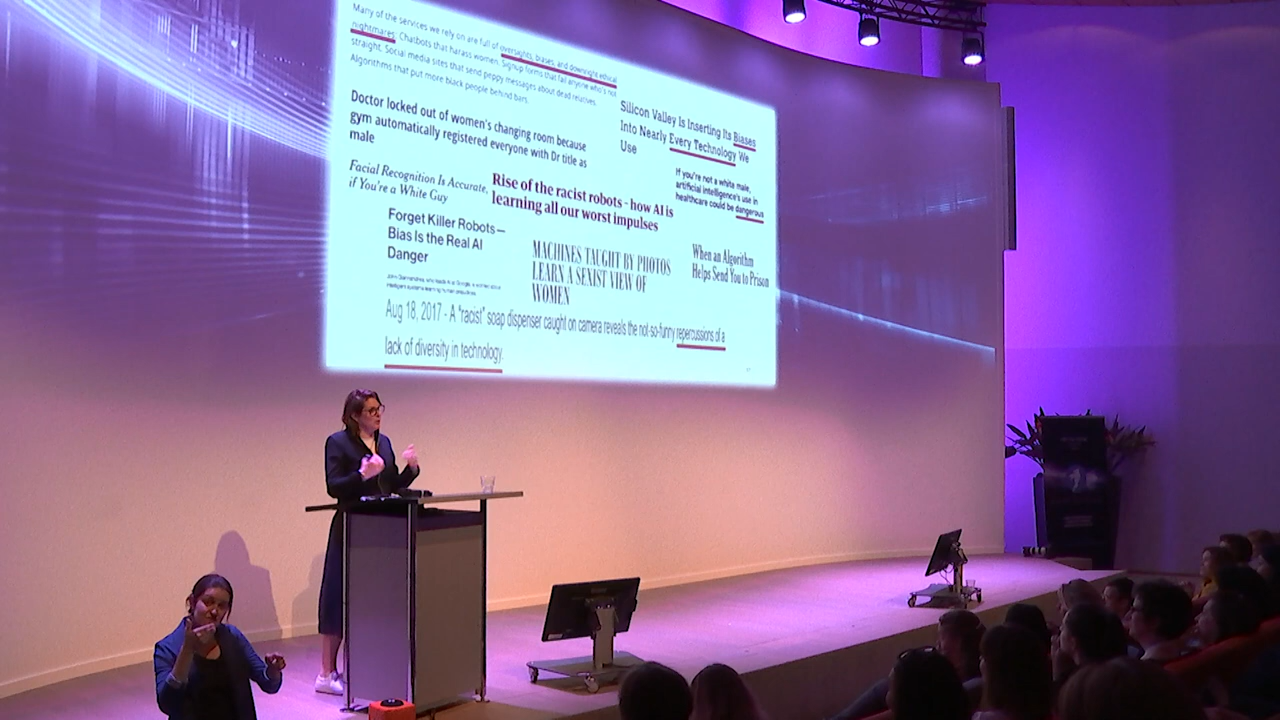 Many of the services we rely on are full of oversights, biases, and downright ethical
nightmares: Chatbots that harass women. Signup forms that fail anyone who's not
straight. Social media sites that send peppy messages about dead relatives.
Algorithms that put more black people behind bars.
Doctor locked out of women's changing room because
gym automatically registered everyone with Dr title as
male
Silicon Valley Is Inserting Its Biases
Into Nearly Every Technology We
Use
Facial Recognition Is Accurate,
if You're a White Guy
Rise of the racist robots – how AI is
learning all our worst impulses
If you're not a white male,
artificial intelligence's use in
healthcare could be dangerous
Forget Killer Robots—
Bias Is the Real AI
Danger
MACHINES TAUGHT BY PHOTOS
LEARN A SEXIST VIEW OF
WOMEN
When an Algorithm
Helps Send You to Prison
Aug 18, 2017 - A "racist" soap dispenser caught on camera reveals the not-so-funny repercussions of a
lack of diversity in technology.